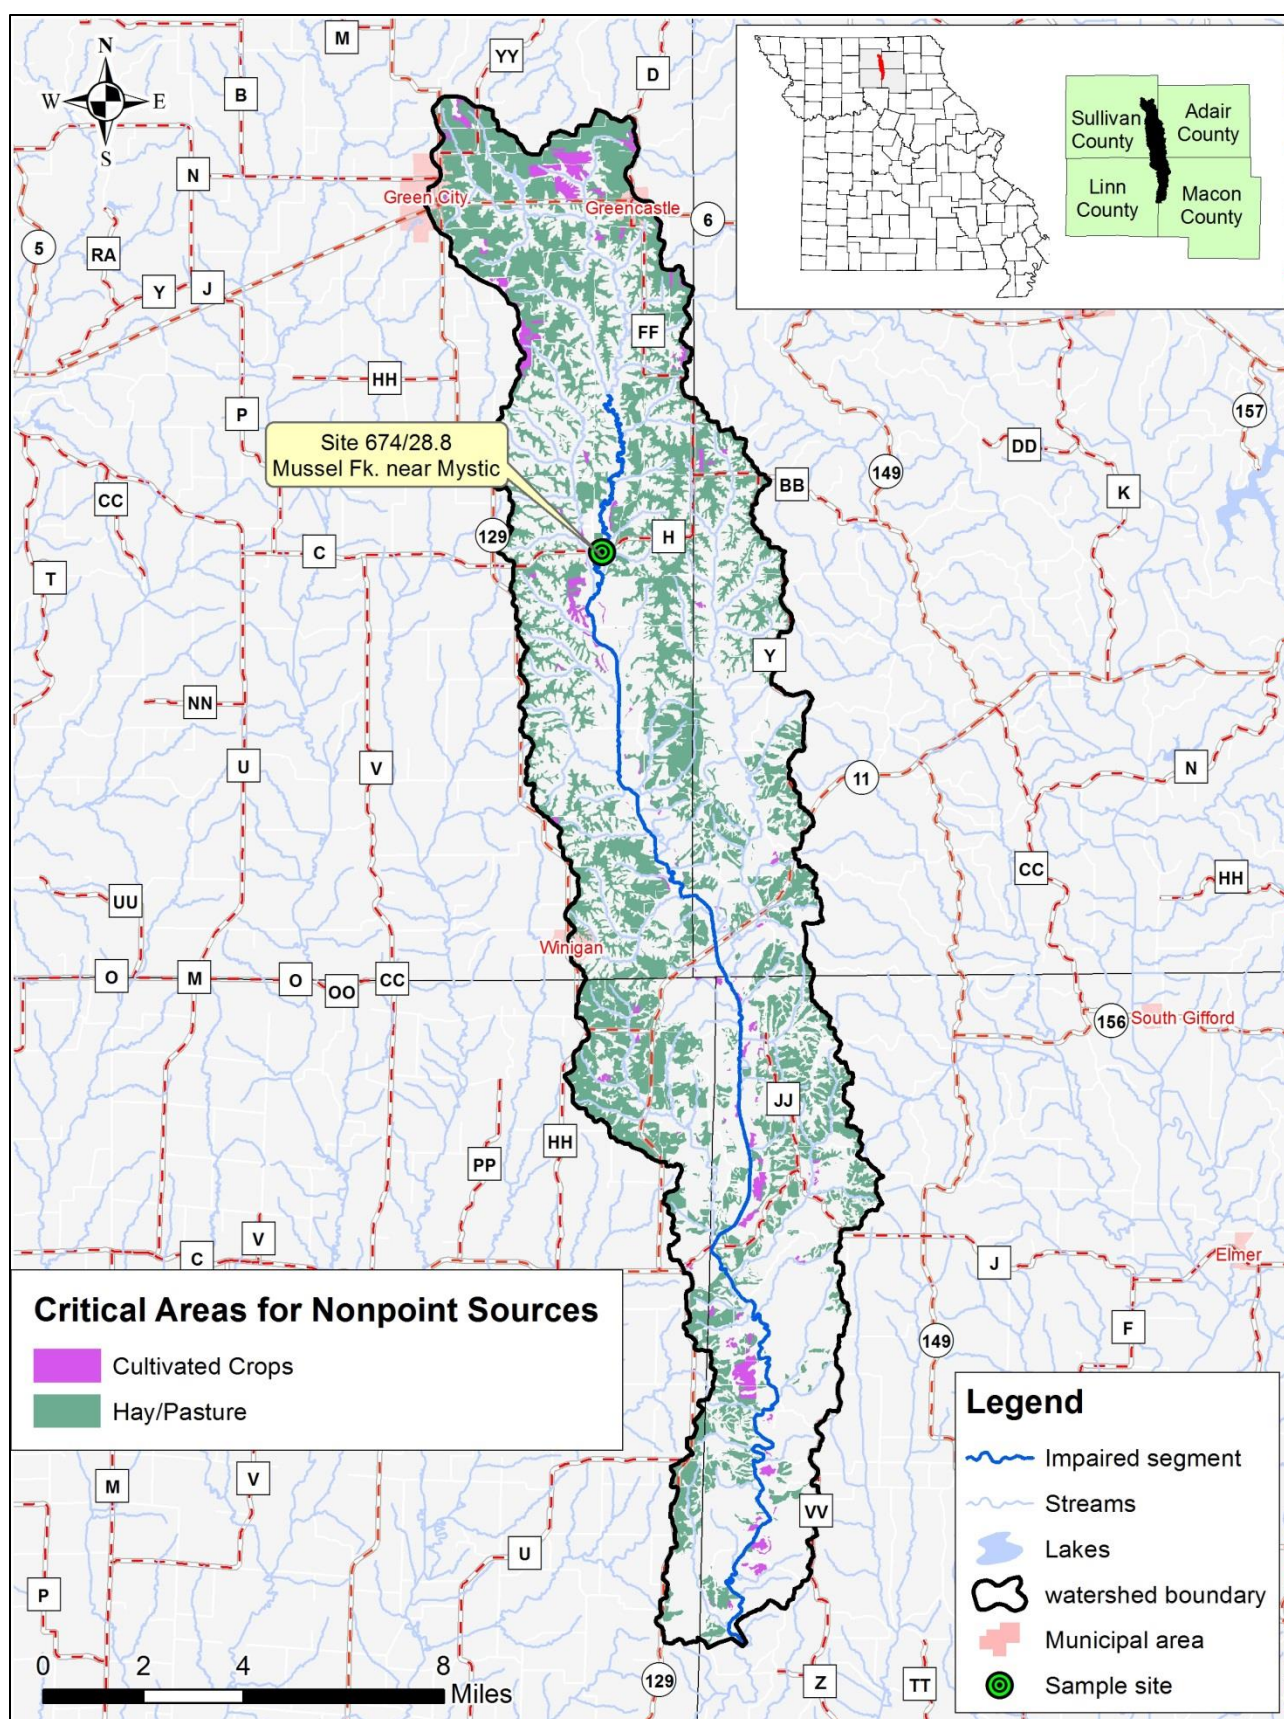 N
W
E
S
M
YY
D
B
N
Green City
Greencastle
6
5
RA
Y
J
FF
HH
P
Sullivan
County
Adair
County
Linn
County
Macon
County
157
DD
149
K
BB
Site 674/28.8
Mussel Fk. near Mystic
CC
129
H
C
T
Y
NN
U
V
11
N
CC
HH
UU
Winigan
O
M
O
OO
CC
156
South Gifford
JJ
HH
PP
V
C
J
Elmer
F
149
Critical Areas for Nonpoint Sources
Cultivated Crops
Hay/Pasture
M
V
U
P
VV
129
Z
TT
0
2
4
8
Miles
Legend
Impaired segment
Streams
Lakes
watershed boundary
Municipal area
Sample site